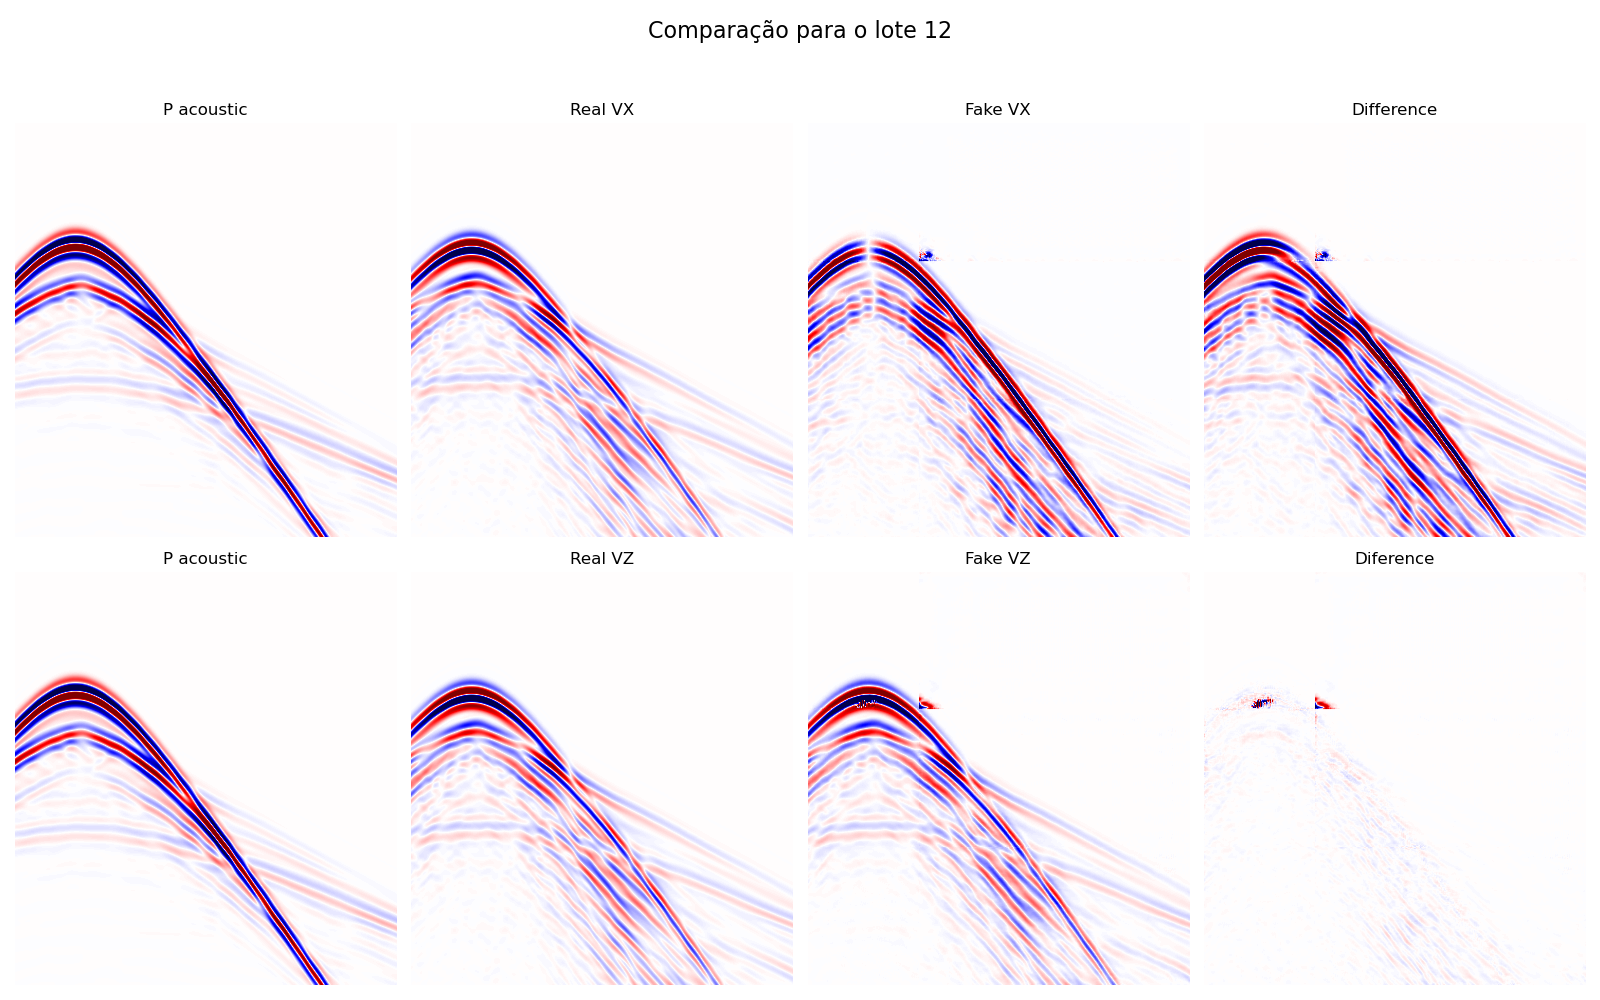 Comparação para o lote 12
P acoustic
Real VX
Fake VX
Difference
P acoustic
Real VZ
Fake VZ
Diference